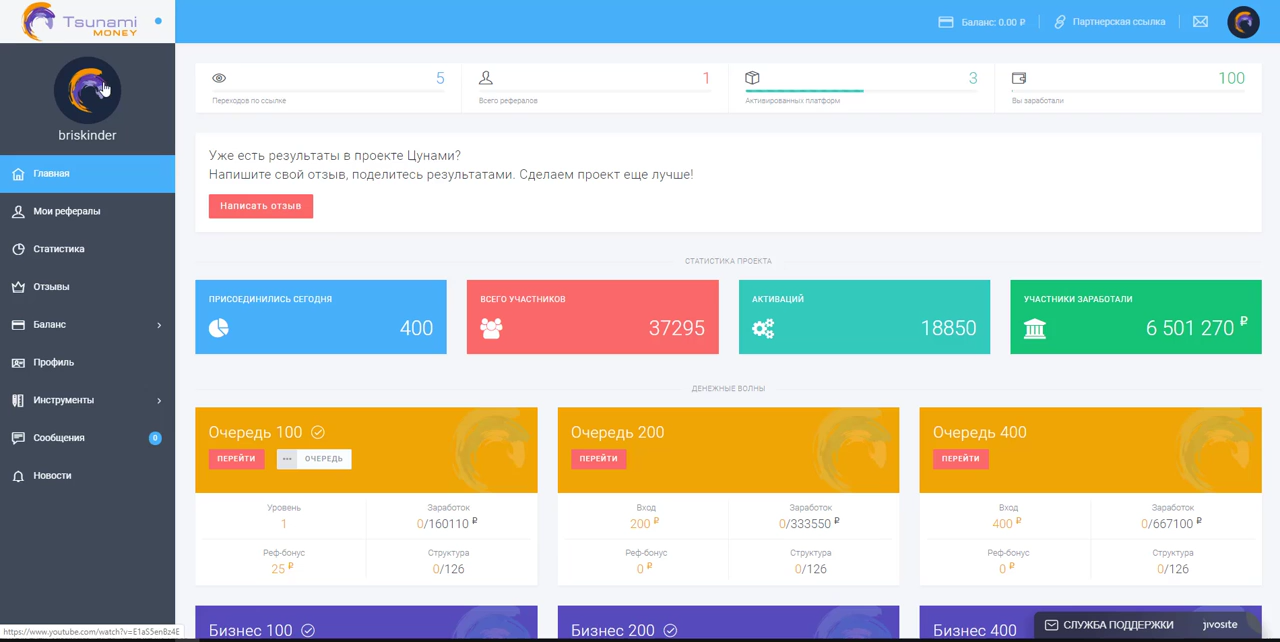 Tsunami
MONEY
Баланс: 0.00 ₽
Партнерская ссылка
briskinder
Главная
Мои рефералы
Статистика
Отзывы
Баланс
Профиль
Инструменты
Сообщения
0
Новости
5
Переходов по ссылке
1
Всего рефералов
3
Активированных платформ
100
Вы заработали
Уже есть результаты в проекте Цунами?
Напишите свой отзыв, поделитесь результатами. Сделаем проект еще лучше!
Написать отзыв
СТАТИСТИКА ПРОЕКТА
ПРИСОЕДИНИЛИСЬ СЕГОДНЯ
400
ВСЕГО УЧАСТНИКОВ
37295
АКТИВАЦИЙ
18850
УЧАСТНИКИ ЗАРАБОТАЛИ
6 501 270 ₽
ДЕНЕЖНЫЕ ВОЛНЫ
Очередь 100
ПЕРЕЙТИ
ОЧЕРЕДЬ
Уровень
1
Заработок
0/160110 ₽
Реф-бонус
25 ₽
Структура
0/126
Очередь 200
ПЕРЕЙТИ
Вход
200 ₽
Заработок
0/333550 ₽
Реф-бонус
0 ₽
Структура
0/126
Очередь 400
ПЕРЕЙТИ
Вход
400 ₽
Заработок
0/667100 ₽
Реф-бонус
0 ₽
Структура
0/126
Бизнес 100
Бизнес 200
Бизнес 400
СЛУЖБА ПОДДЕРЖКИ
jivosite
https://www.youtube.com/watch?v=E1aS5enBz4E